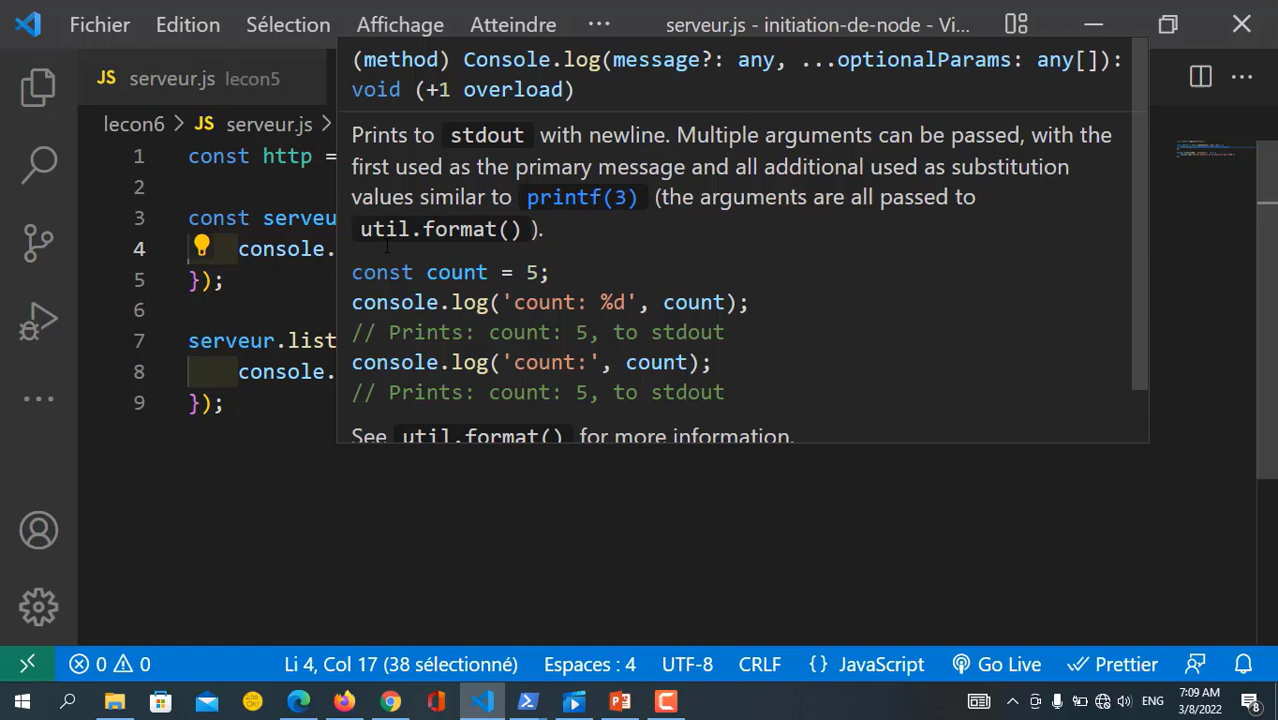 Fichier Edition Sélection Affichage Atteindre ··· serveur.js - initiation-de-node - Vi...
JS serveur.js lecon5
lecon6 > JS serveur.js >
(method) Console.log(message?: any, ...optionalParams: any[]):
void (+1 overload)
Prints to stdout with newline. Multiple arguments can be passed, with the
first used as the primary message and all additional used as substitution
values similar to printf(3) (the arguments are all passed to
util.format() ).
const count = 5;
console.log('count: %d', count);
// Prints: count: 5, to stdout
console.log('count:', count);
// Prints: count: 5, to stdout
See util.format() for more information.
1 const http =
2
3 const serveu
4 console.
5 });
6
7 serveur.list
8 console.
9 });
0 0 Li 4, Col 17 (38 sélectionné) Espaces : 4 UTF-8 CRLF {} JavaScript Go Live Prettier
ENG 7:09 AM
3/8/2022 8